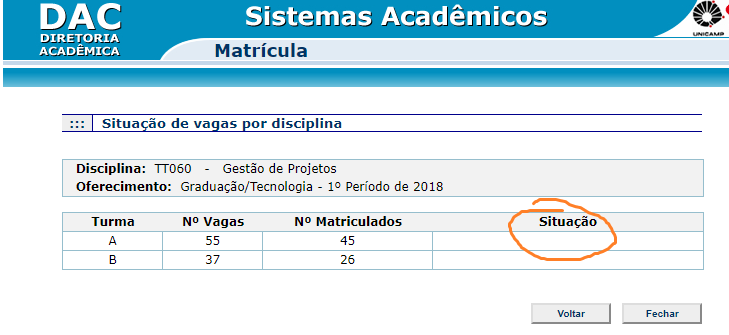 DAC
DIRETORIA
ACADÊMICA
Sistemas Acadêmicos
UNICAMP
Matrícula
::: Situação de vagas por disciplina
Disciplina: TT060 - Gestão de Projetos
Oferecimento: Graduação/Tecnologia - 1º Período de 2018
Turma Nº Vagas Nº Matriculados Situação
A 55 45
B 37 26
Voltar Fechar